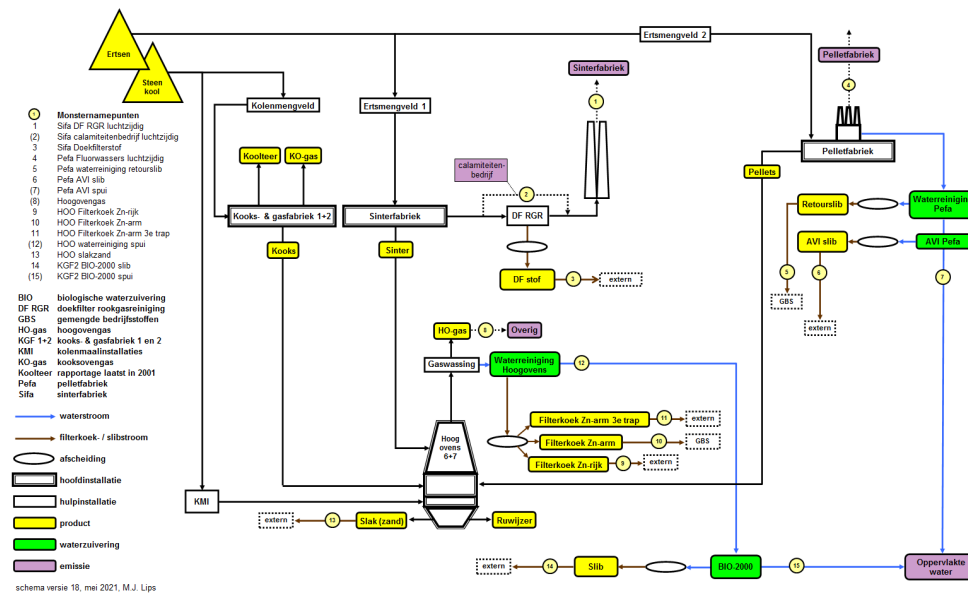 Ertsen
Steen
kool
Ertsmengveld 2
Pelletfabriek
4
Sinterfabriek
1
Kolenmengveld
Ertsmengveld 1
Pelletfabriek
Koolteer
KO-gas
calamiteiten-
bedrijf
2
Pellets
Kooks- & gasfabriek 1+2
Sinterfabriek
DF RGR
Retourslib
Waterreiniging
Pefa
Kooks
Sinter
AVI slib
AVI Pefa
DF stof
3
extern
5
6
7
GBS
extern
HO-gas
8
Overig
Gaswassing
Waterreiniging
Hoogovens
12
Filterkoek Zn-arm 3e trap
11
extern
Hoog
ovens
6+7
Filterkoek Zn-arm
10
GBS
Filterkoek Zn-rijk
9
extern
KMI
extern
13
Slak (zand)
Ruwijzer
extern
14
Slib
BIO-2000
15
Oppervlakte
water
1 Monsternamepunten
1 Sifa DF RGR luchtzijdig
(2) Sifa calamiteitenbedrijf luchtzijdig
3 Sifa Doekfilterstof
4 Pefa Fluorwassers luchtzijdig
5 Pefa waterreiniging retourslib
6 Pefa AVI slib
(7) Pefa AVI spui
(8) Hoogovengas
9 HOO Filterkoek Zn-rijk
10 HOO Filterkoek Zn-arm
11 HOO Filterkoek Zn-arm 3e trap
(12) HOO waterreiniging spui
13 HOO slakzand
14 KGF2 BIO-2000 slib
(15) KGF2 BIO-2000 spui
BIO biologische waterzuivering
DF RGR doekfilter rookgasreiniging
GBS gemengde bedrijfsstoffen
HO-gas hoogovengas
KGF 1+2 kooks- & gasfabriek 1 en 2
KMI kolenmaalinstallaties
KO-gas kooksovengas
Koolteer rapportage laatst in 2001
Pefa pelletfabriek
Sifa sinterfabriek
waterstroom
filterkoek- / slibstroom
afscheiding
hoofdinstallatie
hulpinstallatie
product
waterzuivering
emissie
schema versie 18, mei 2021, M.J. Lips